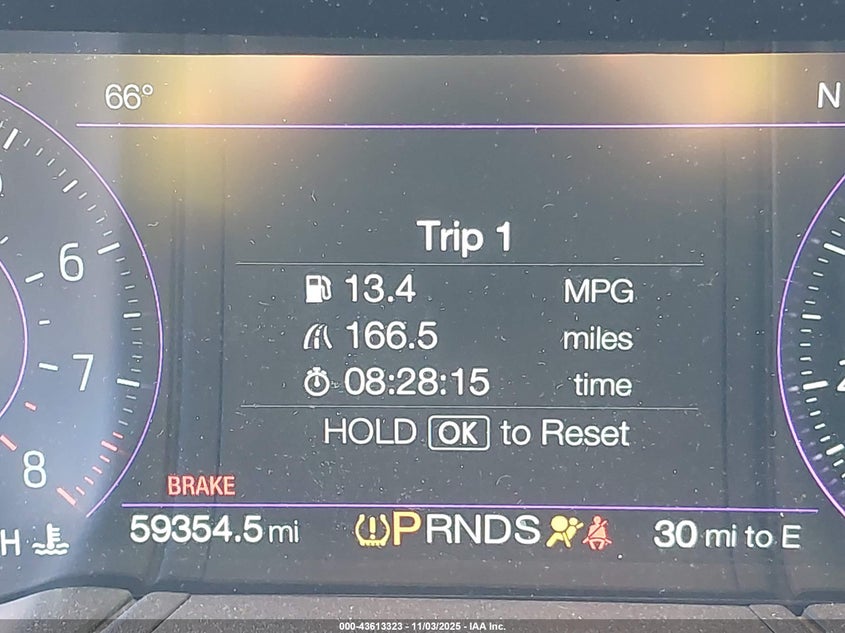 66°
N
Trip 1
13.4 MPG
166.5 miles
08:28:15 time
HOLD OK to Reset
6
7
8
BRAKE
59354.5 mi
PRNDS
30 mi to E
H
000-43613323 - 11/03/2025 - IAA Inc.